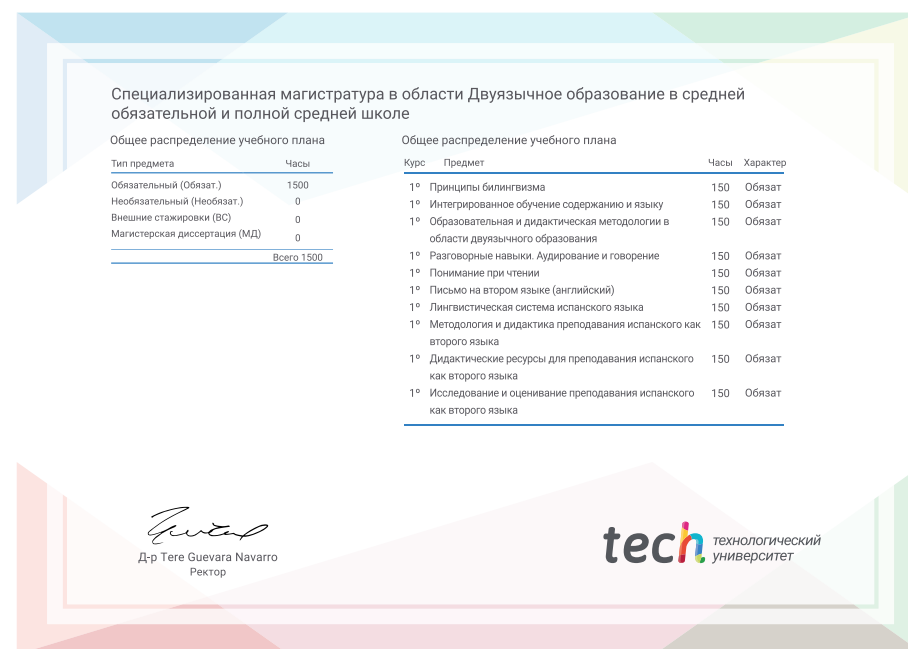 Специализированная магистратура в области Двуязычное образование в средней
обязательной и полной средней школе
Общее распределение учебного плана
Тип предмета Часы
Обязательный (Обязат.) 1500
Необязательный (Необязат.) 0
Внешние стажировки (ВС) 0
Магистерская диссертация (МД) 0
Всего 1500
Общее распределение учебного плана
Курс Предмет Часы Характер
1º Принципы билингвизма 150 Обязат
1º Интегрированное обучение содержанию и языку 150 Обязат
1º Образовательная и дидактическая методологии в 150 Обязат
области двуязычного образования
1º Разговорные навыки. Аудирование и говорение 150 Обязат
1º Понимание при чтении 150 Обязат
1º Письмо на втором языке (английский) 150 Обязат
1º Лингвистическая система испанского языка 150 Обязат
1º Методология и дидактика преподавания испанского как 150 Обязат
второго языка
1º Дидактические ресурсы для преподавания испанского 150 Обязат
как второго языка
1º Исследование и оценивание преподавания испанского 150 Обязат
как второго языка
Д-р Tere Guevara Navarro
Ректор
tech технологический
университет